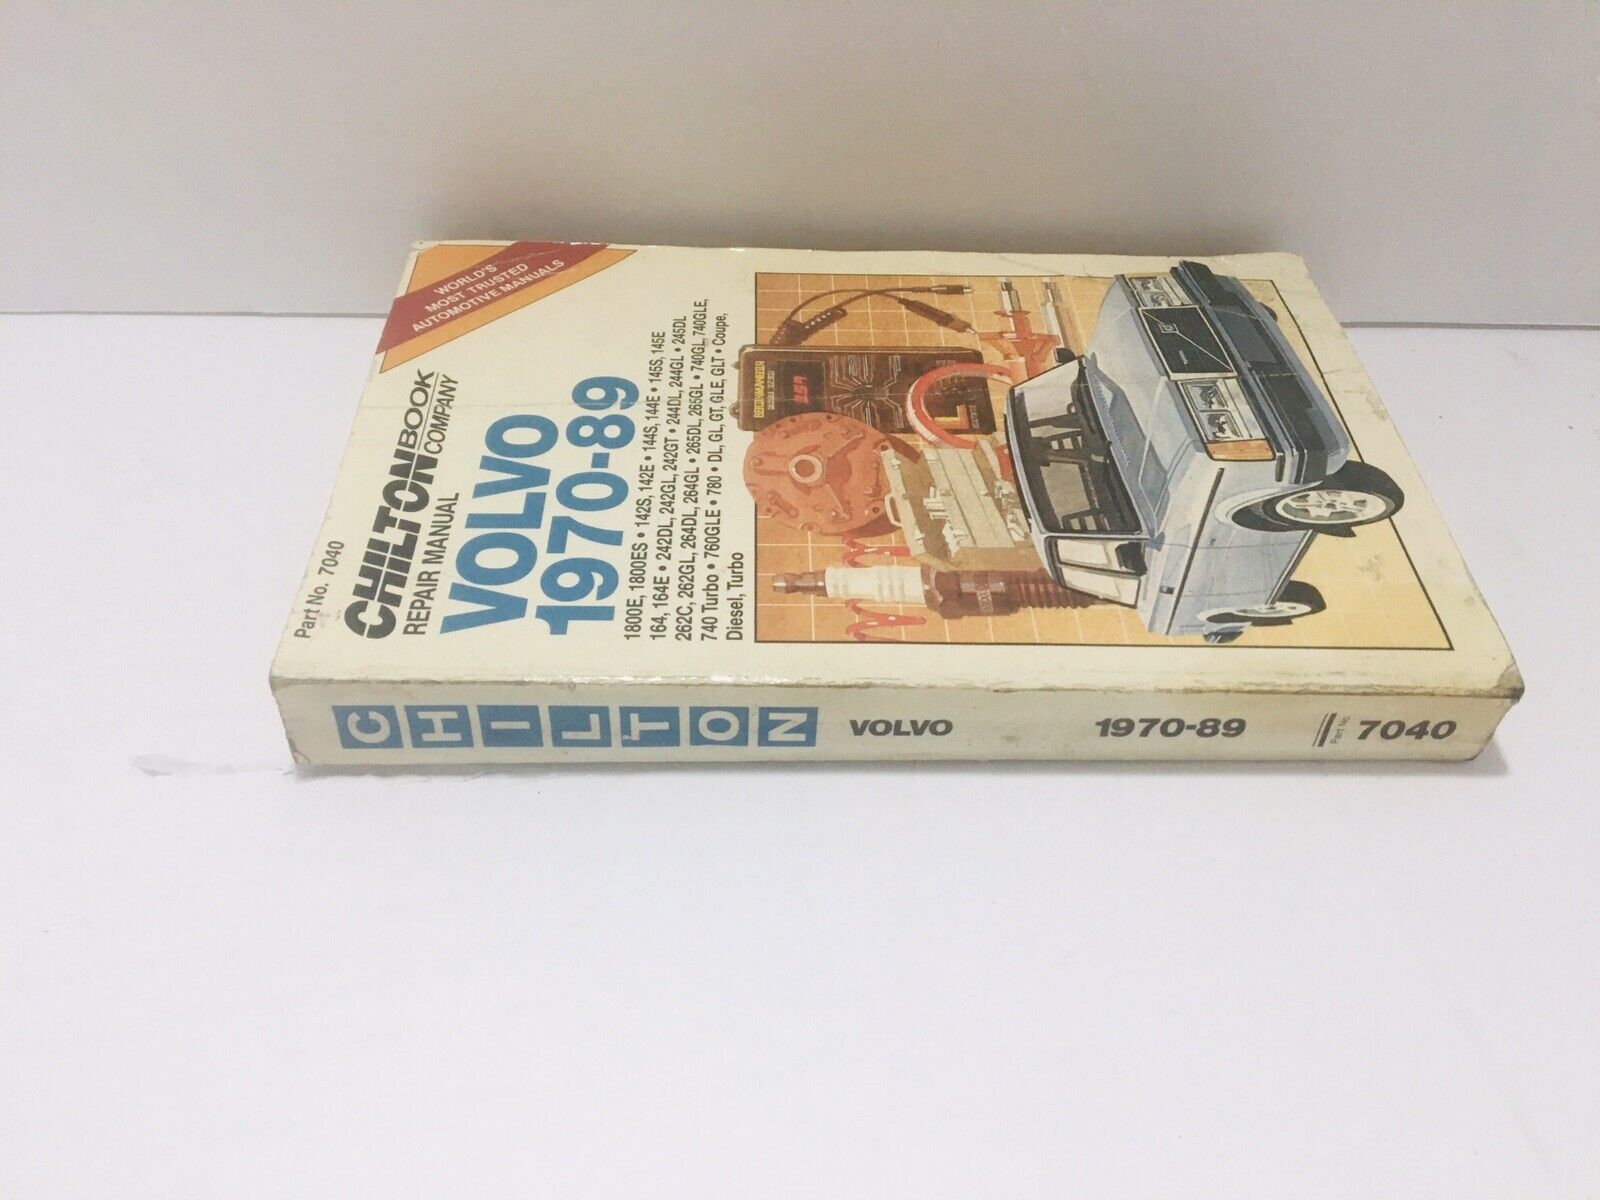 Part No. 7040
WORLD'S
MOST TRUSTED
AUTOMOTIVE MANUALS
CHILTON BOOK
COMPANY
REPAIR MANUAL
VOLVO
1970-89
1800E, 1800ES • 142S, 142E • 144S, 144E • 145S, 145E
164, 164E • 242DL, 242GL, 242GT • 244DL, 244GL • 245DL
262C, 262GL, 264DL, 264GL • 265DL, 265GL • 740GL, 740GLE,
740 Turbo • 760GLE • 780 • DL, GL, GT, GLE, GLT • Coupe,
Diesel, Turbo
CHILTON VOLVO 1970-89 Part No 7040